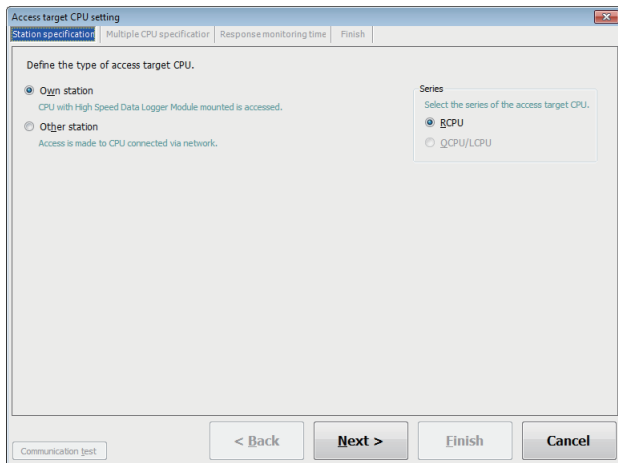 Access target CPU setting
Station specification Multiple CPU specification Response monitoring time Finish
Define the type of access target CPU.
Own station
CPU with High Speed Data Logger Module mounted is accessed.
Other station
Access is made to CPU connected via network.
Series
Select the series of the access target CPU.
RCPU
QCPU/LCPU
Communication test
< Back Next > Finish Cancel